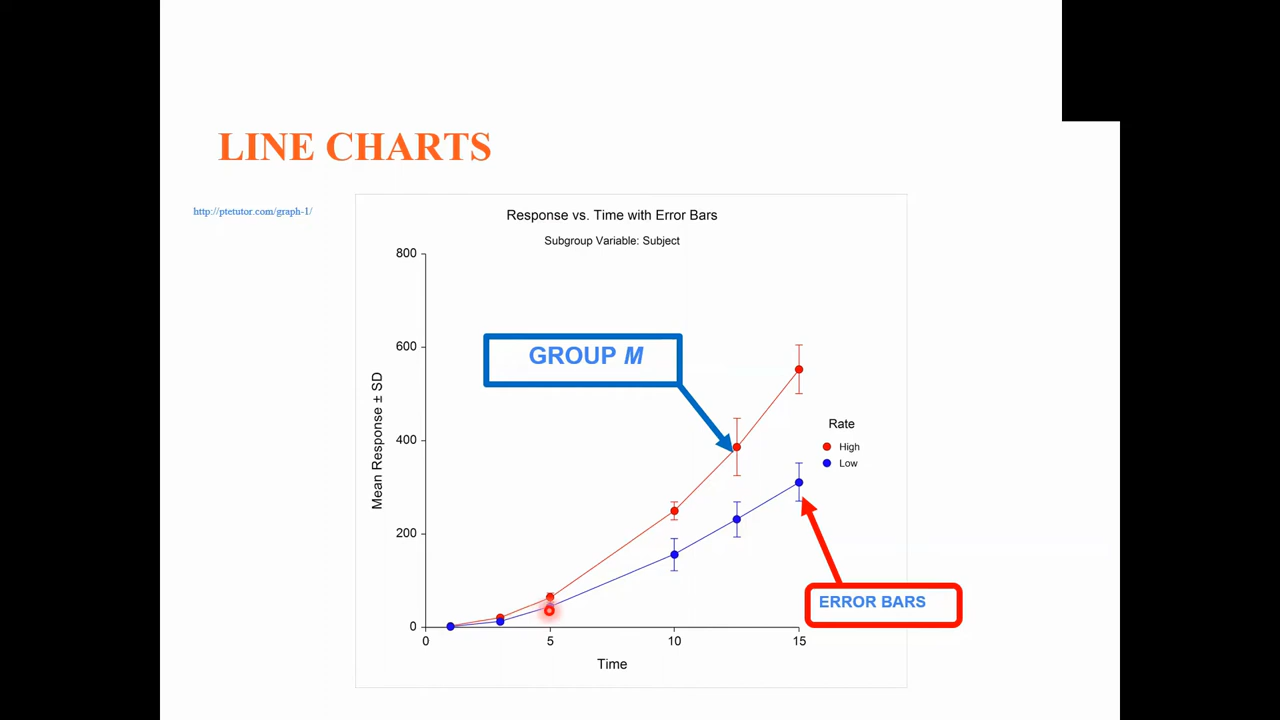 LINE CHARTS
http://ptetutor.com/graph-1/
Response vs. Time with Error Bars
Subgroup Variable: Subject
800
600
400
200
0
Mean Response ± SD
GROUP M
Rate
High
Low
ERROR BARS
0 5 10 15
Time